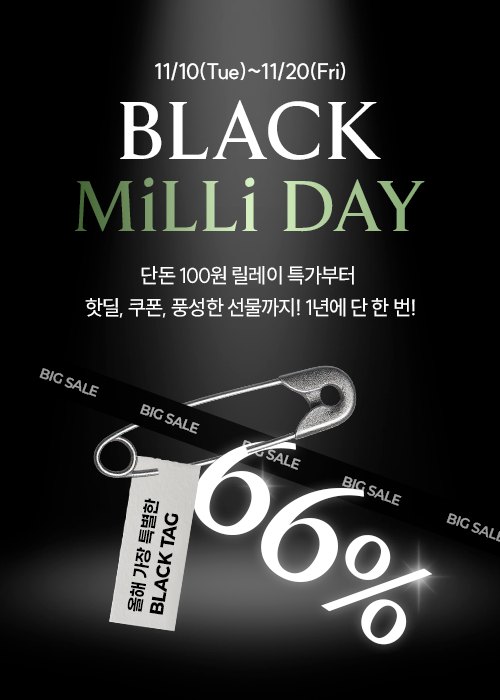 11/10(Tue)~11/20(Fri)
BLACK
MiLLi DAY
단돈 100원 릴레이 특가부터
핫딜, 쿠폰, 풍성한 선물까지! 1년에 단 한 번!
BIG SALE
BIG SALE
BIG SALE
BIG SALE
BIG SALE
66%
올해 가장 특별한
BLACK TAG